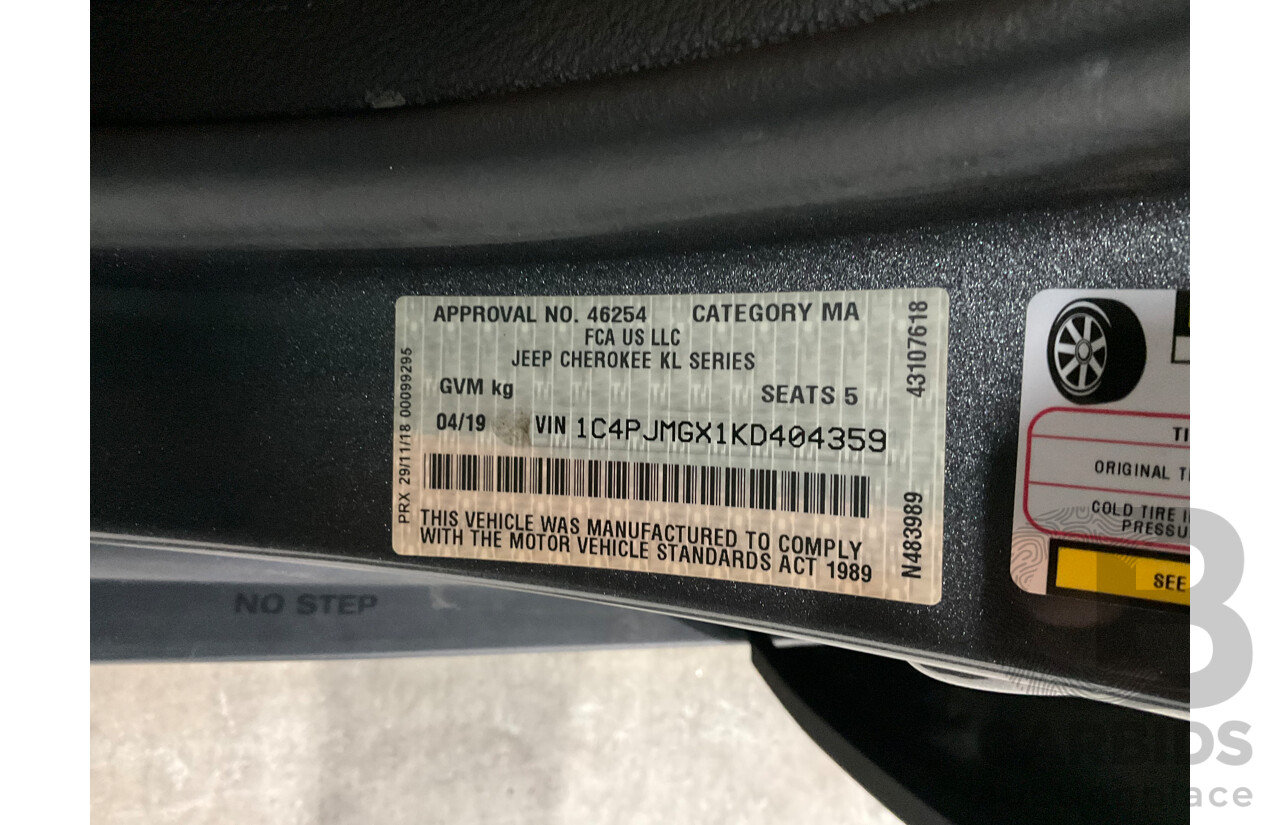 APPROVAL NO. 46254 CATEGORY MA
FCA US LLC
JEEP CHEROKEE KL SERIES
GVM kg SEATS 5
04/19 VIN 1C4PJMGX1KD404359
THIS VEHICLE WAS MANUFACTURED TO COMPLY
WITH THE MOTOR VEHICLE STANDARDS ACT 1989
PRX 29/11/18 00099295
43107618
N483989
ORIGINAL
COLD TIRE
SEE
NO STEP